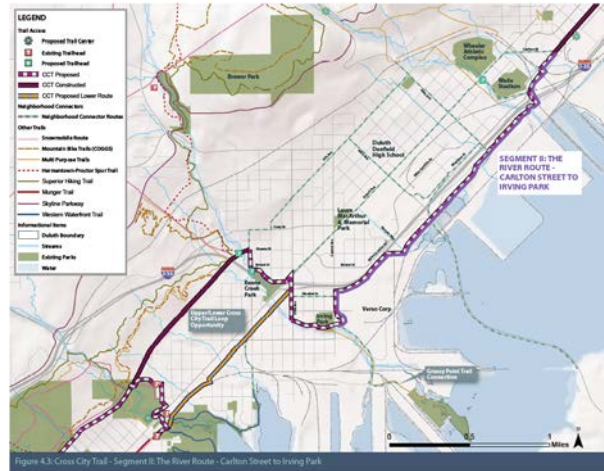 LEGEND
Trail Access
Proposed Trail Center
Existing Trailhead
Proposed Trailhead
CCT Proposed
CCT Constructed
CCT Proposed Lower Route
Neighborhood Connectors
Neighborhood Connector Routes
Other Trails
Snowmobile Route
Mountain Bike Trails (COGGS)
Multi Purpose Trails
Hermantown-Proctor Spur Trail
Superior Hiking Trail
Munger Trail
Skyline Parkway
Western Waterfront Trail
Informational Items
Duluth Boundary
Streams
Existing Parks
Water
Brewer Park
Wheeler
Athletic
Complex
Wade
Stadium
Duluth
Denfeld
High School
SEGMENT II: THE
RIVER ROUTE -
CARLTON STREET TO
IRVING PARK
Laura
MacArthur
& Memorial
Park
Keene
Creek
Park
Upper/Lower Cross
City Trail Loop
Opportunity
Irving
Park
Verso Corp.
Grassy Point Trail
Connection
0 0.5 1
Miles
Figure 4.3: Cross City Trail - Segment II: The River Route - Carlton Street to Irving Park